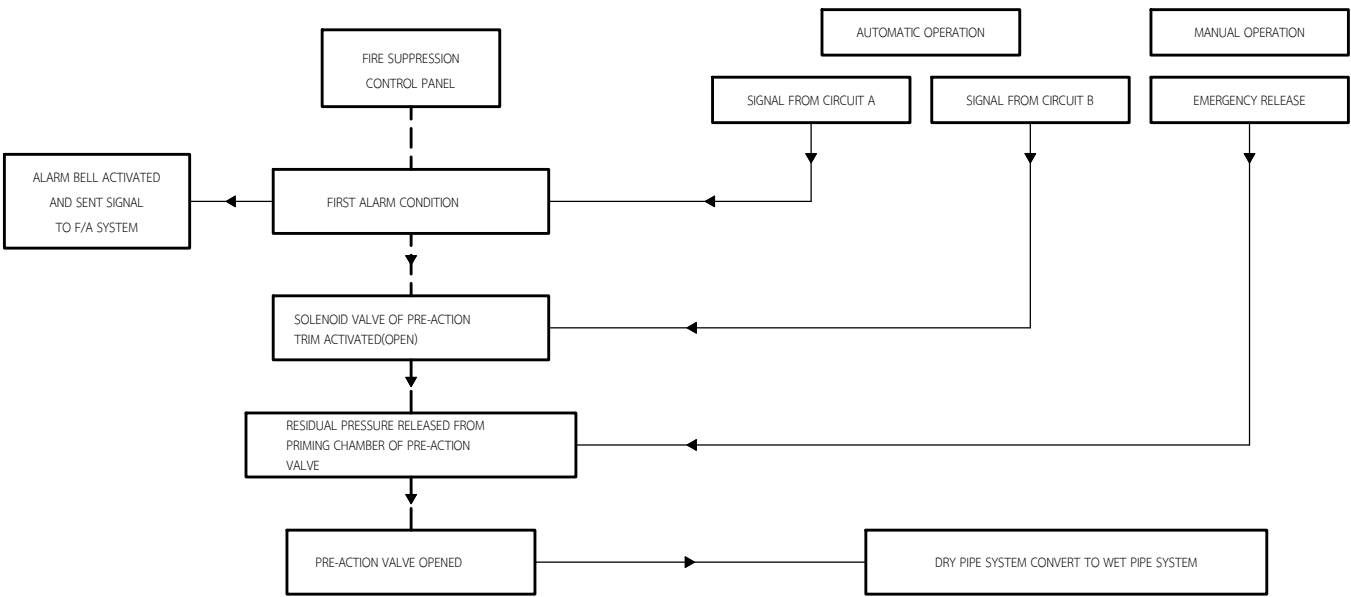 AUTOMATIC OPERATION
MANUAL OPERATION
FIRE SUPPRESSION
CONTROL PANEL
SIGNAL FROM CIRCUIT A
SIGNAL FROM CIRCUIT B
EMERGENCY RELEASE
ALARM BELL ACTIVATED
AND SENT SIGNAL
TO F/A SYSTEM
FIRST ALARM CONDITION
SOLENOID VALVE OF PRE-ACTION
TRIM ACTIVATED(OPEN)
RESIDUAL PRESSURE RELEASED FROM
PRIMING CHAMBER OF PRE-ACTION
VALVE
PRE-ACTION VALVE OPENED
DRY PIPE SYSTEM CONVERT TO WET PIPE SYSTEM